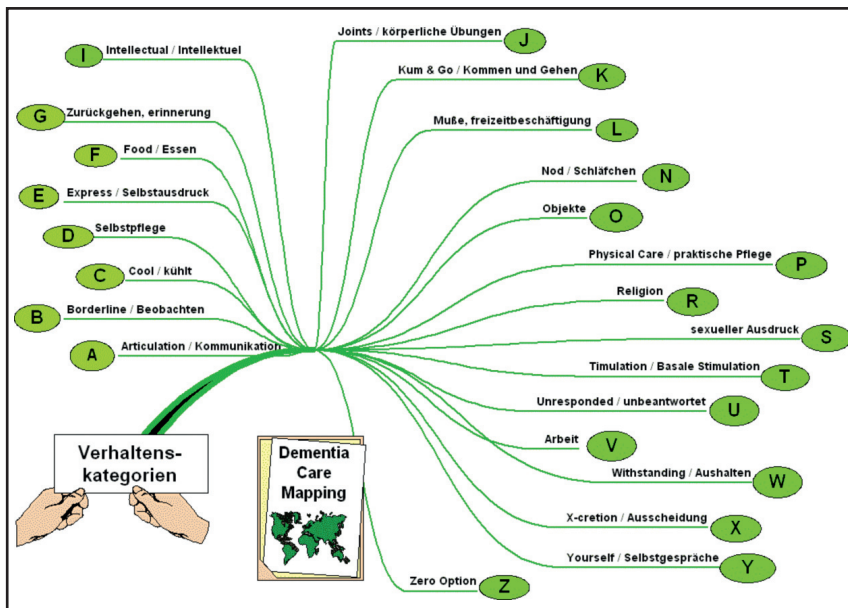 I Intellectual / Intellektuel
G Zurückgehen, erinnerung
F Food / Essen
E Express / Selbstausdruck
D Selbstpflege
C Cool / kühlt
B Borderline / Beobachten
A Articulation / Kommunikation
Joints / körperliche Übungen J
Kum & Go / Kommen und Gehen K
Muße, freizeitbeschäftigung L
Nod / Schläfchen N
Objekte O
Physical Care / praktische Pflege P
Religion R
sexueller Ausdruck S
Timulation / Basale Stimulation T
Unresponded / unbeantwortet U
Arbeit V
Withstanding / Aushalten W
X-cretion / Ausscheidung X
Yourself / Selbstgespräche Y
Zero Option Z
Verhaltens-
kategorien
Dementia
Care
Mapping